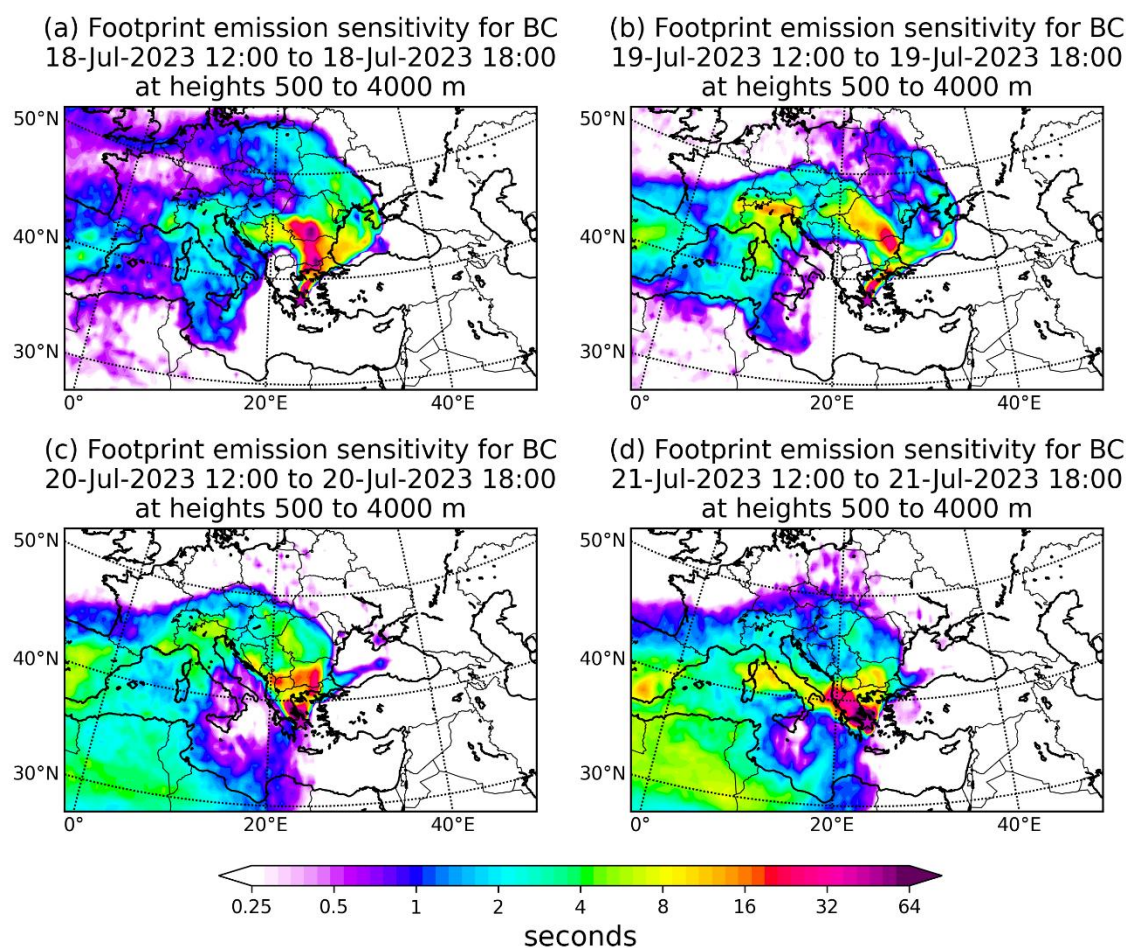 (a) Footprint emission sensitivity for BC
18-Jul-2023 12:00 to 18-Jul-2023 18:00
at heights 500 to 4000 m
50°N
40°N
30°N
0°
20°E
40°E
(b) Footprint emission sensitivity for BC
19-Jul-2023 12:00 to 19-Jul-2023 18:00
at heights 500 to 4000 m
50°N
40°N
30°N
0°
20°E
40°E
(c) Footprint emission sensitivity for BC
20-Jul-2023 12:00 to 20-Jul-2023 18:00
at heights 500 to 4000 m
50°N
40°N
30°N
0°
20°E
40°E
(d) Footprint emission sensitivity for BC
21-Jul-2023 12:00 to 21-Jul-2023 18:00
at heights 500 to 4000 m
50°N
40°N
30°N
0°
20°E
40°E
0.25 0.5 1 2 4 8 16 32 64
seconds